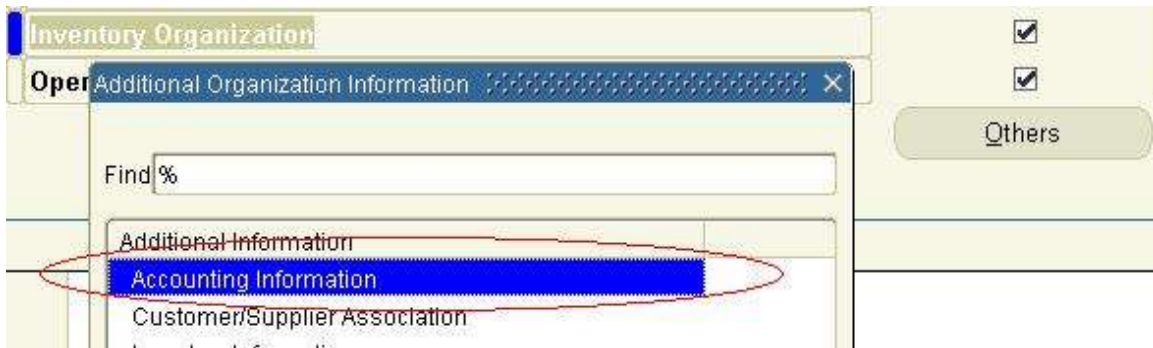 Inventory Organization
Oper
Additional Organization Information
Others
Find %
Additional Information
Accounting Information
Customer/Supplier Association